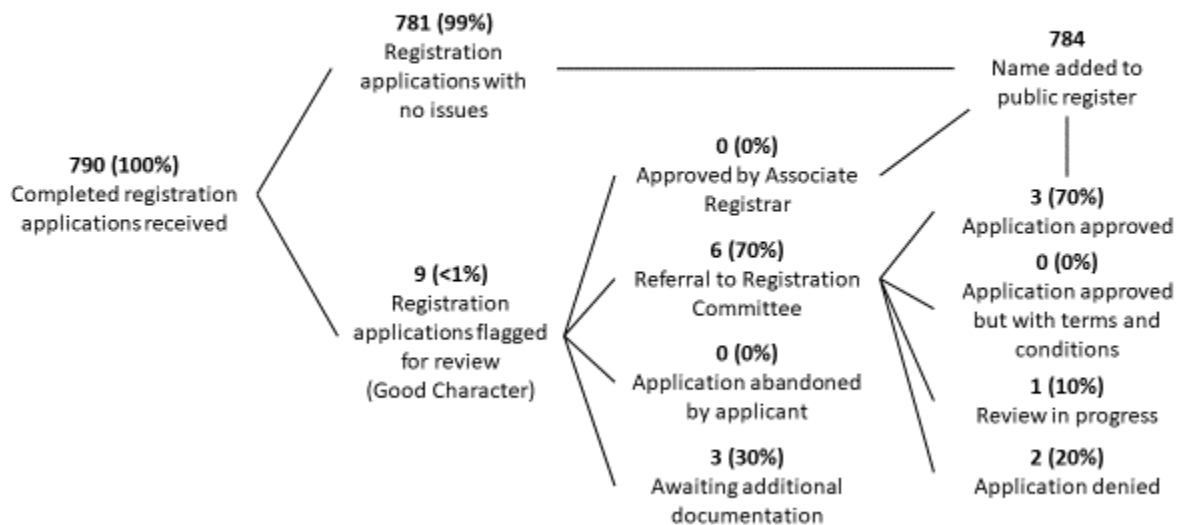 781 (99%)
Registration
applications with
no issues
784
Name added to
public register
790 (100%)
Completed registration
applications received
0 (0%)
Approved by Associate
Registrar
3 (70%)
Application approved
9 (<1%)
Registration
applications flagged
for review
(Good Character)
6 (70%)
Referral to Registration
Committee
0 (0%)
Application approved
but with terms and
conditions
0 (0%)
Application abandoned
by applicant
1 (10%)
Review in progress
3 (30%)
Awaiting additional
documentation
2 (20%)
Application denied